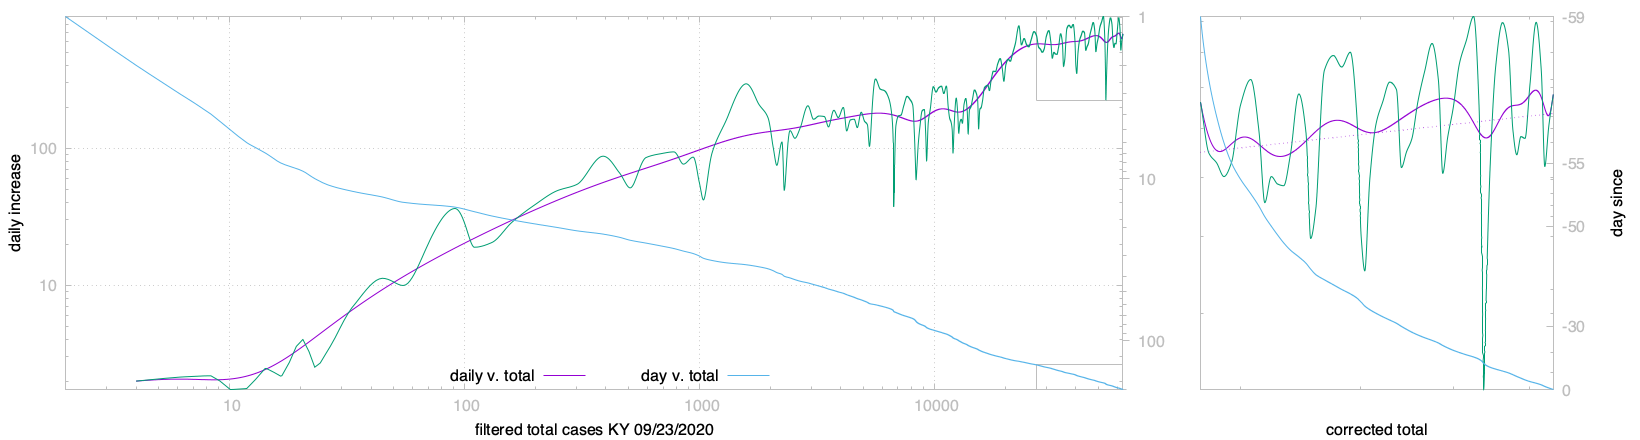 daily increase
100
10
1
10
100
daily v. total
day v. total
10
100
1000
10000
filtered total cases KY 09/23/2020
-59
-55
-50
-30
0
day since
corrected total